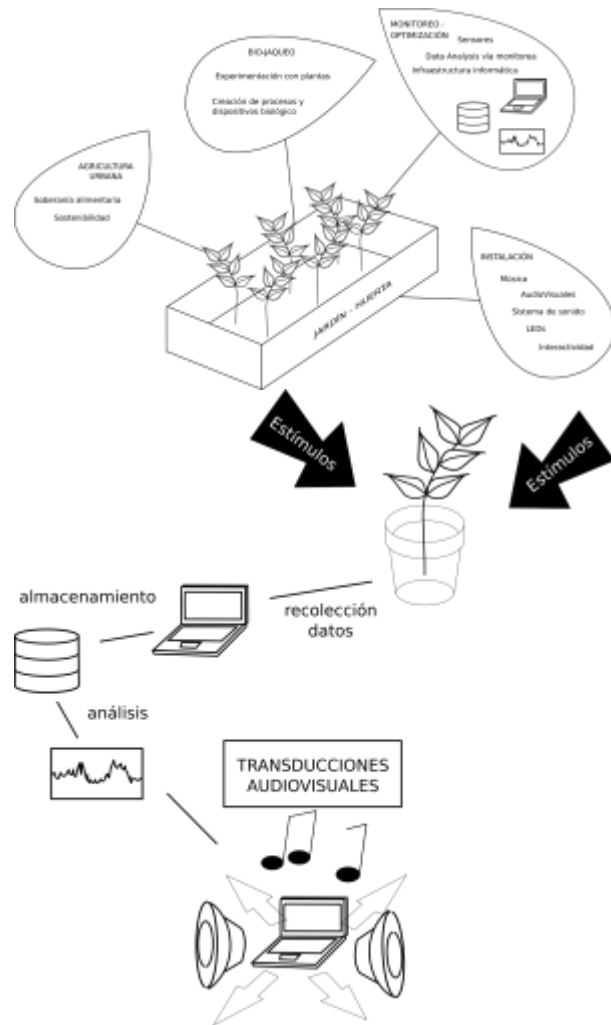 MONITOREO /
OPTIMIZACIÓN
Sensores
Data Analysis vía monitorea
Infraestructura informática
BIO-JAQUEO
Experimentación con plantas
Creación de procesos y
dispositivos biológico
AGRICULTURA
URBANA
Soberanía alimentaria
Sostenibilidad
INSTALACIÓN
Música
AudioVisuales
Sistema de sonido
LEDs
Interactividad
JARDÍN - HUERTA
Estímulos
Estímulos
almacenamiento
recolección
datos
análisis
TRANSDUCCIONES
AUDIOVISUALES